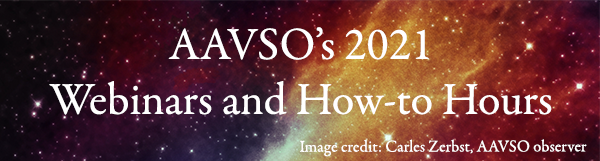 AAVSO’s 2021
Webinars and How-to Hours
Image credit: Carles Zerbst, AAVSO observer